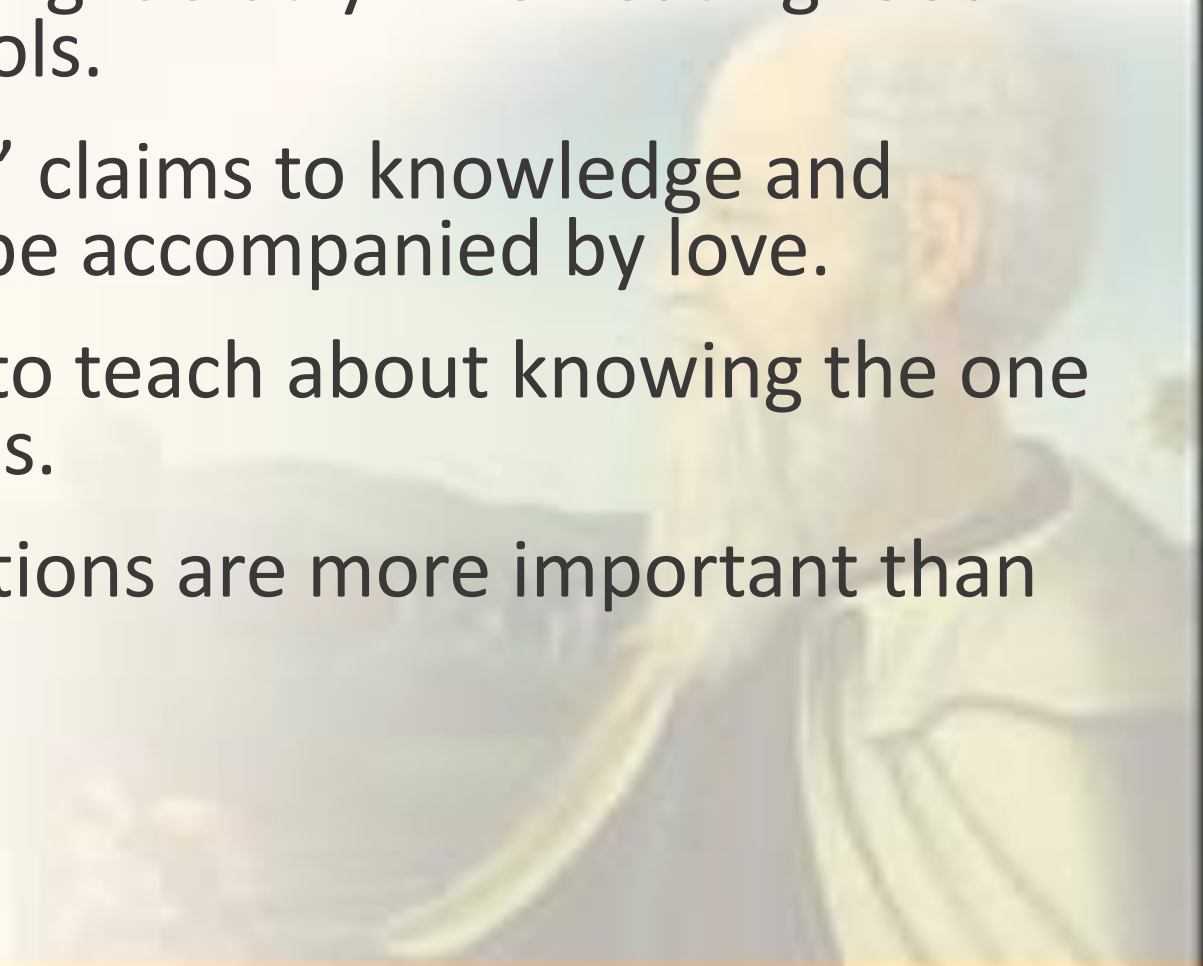 ols.
’ claims to knowledge and
be accompanied by love.
to teach about knowing the one
s.
tions are more important than